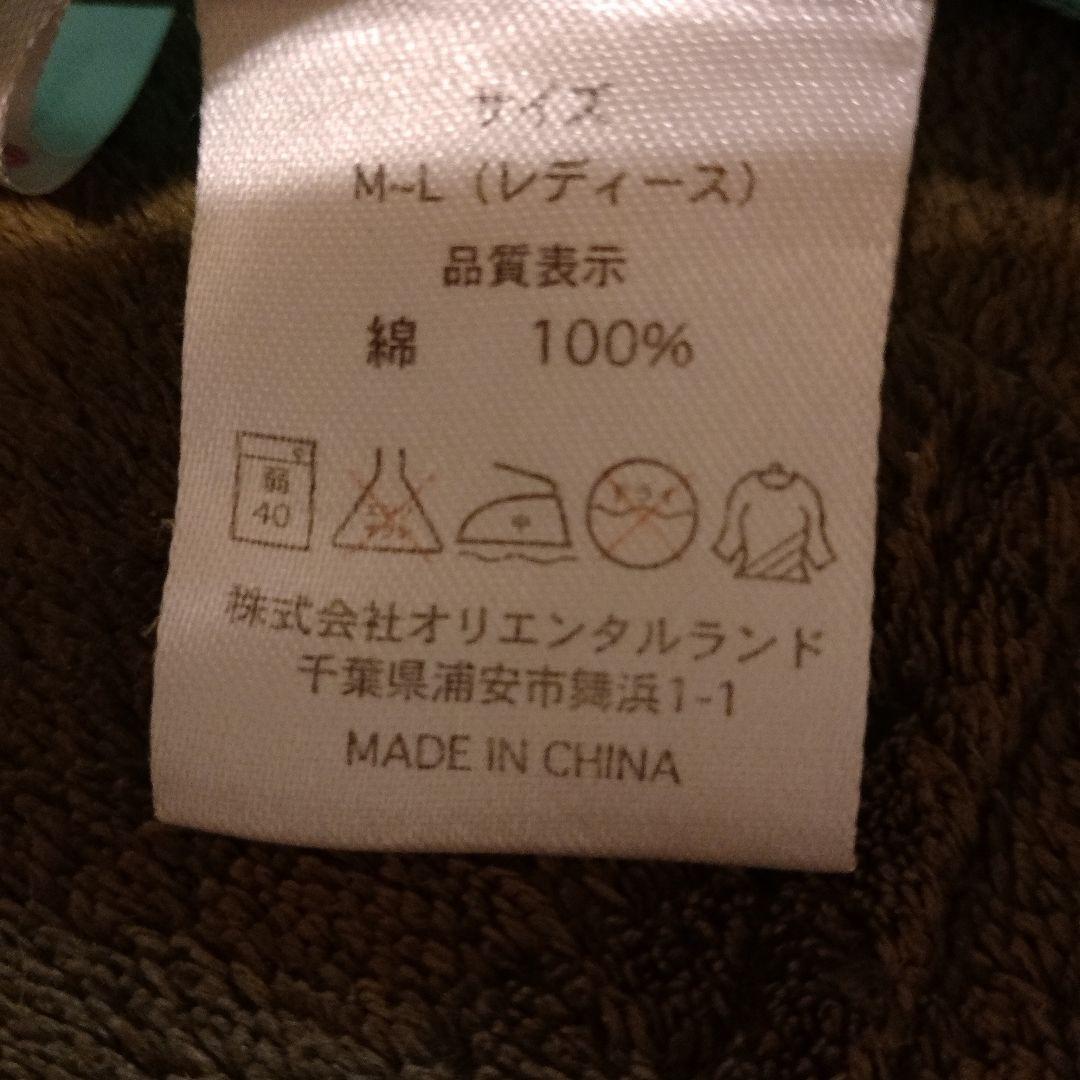 サイズ
M~L（レディース）
品質表示
綿 100%
弱
40
中
株式会社オリエンタルランド
千葉県浦安市舞浜1-1
MADE IN CHINA